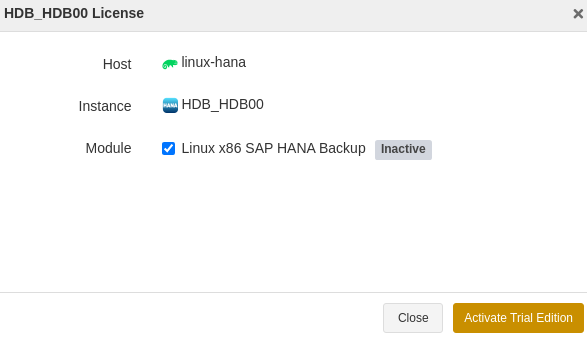 HDB_HDB00 License
Host linux-hana
Instance HANA HDB_HDB00
Module Linux x86 SAP HANA Backup Inactive
Close Activate Trial Edition